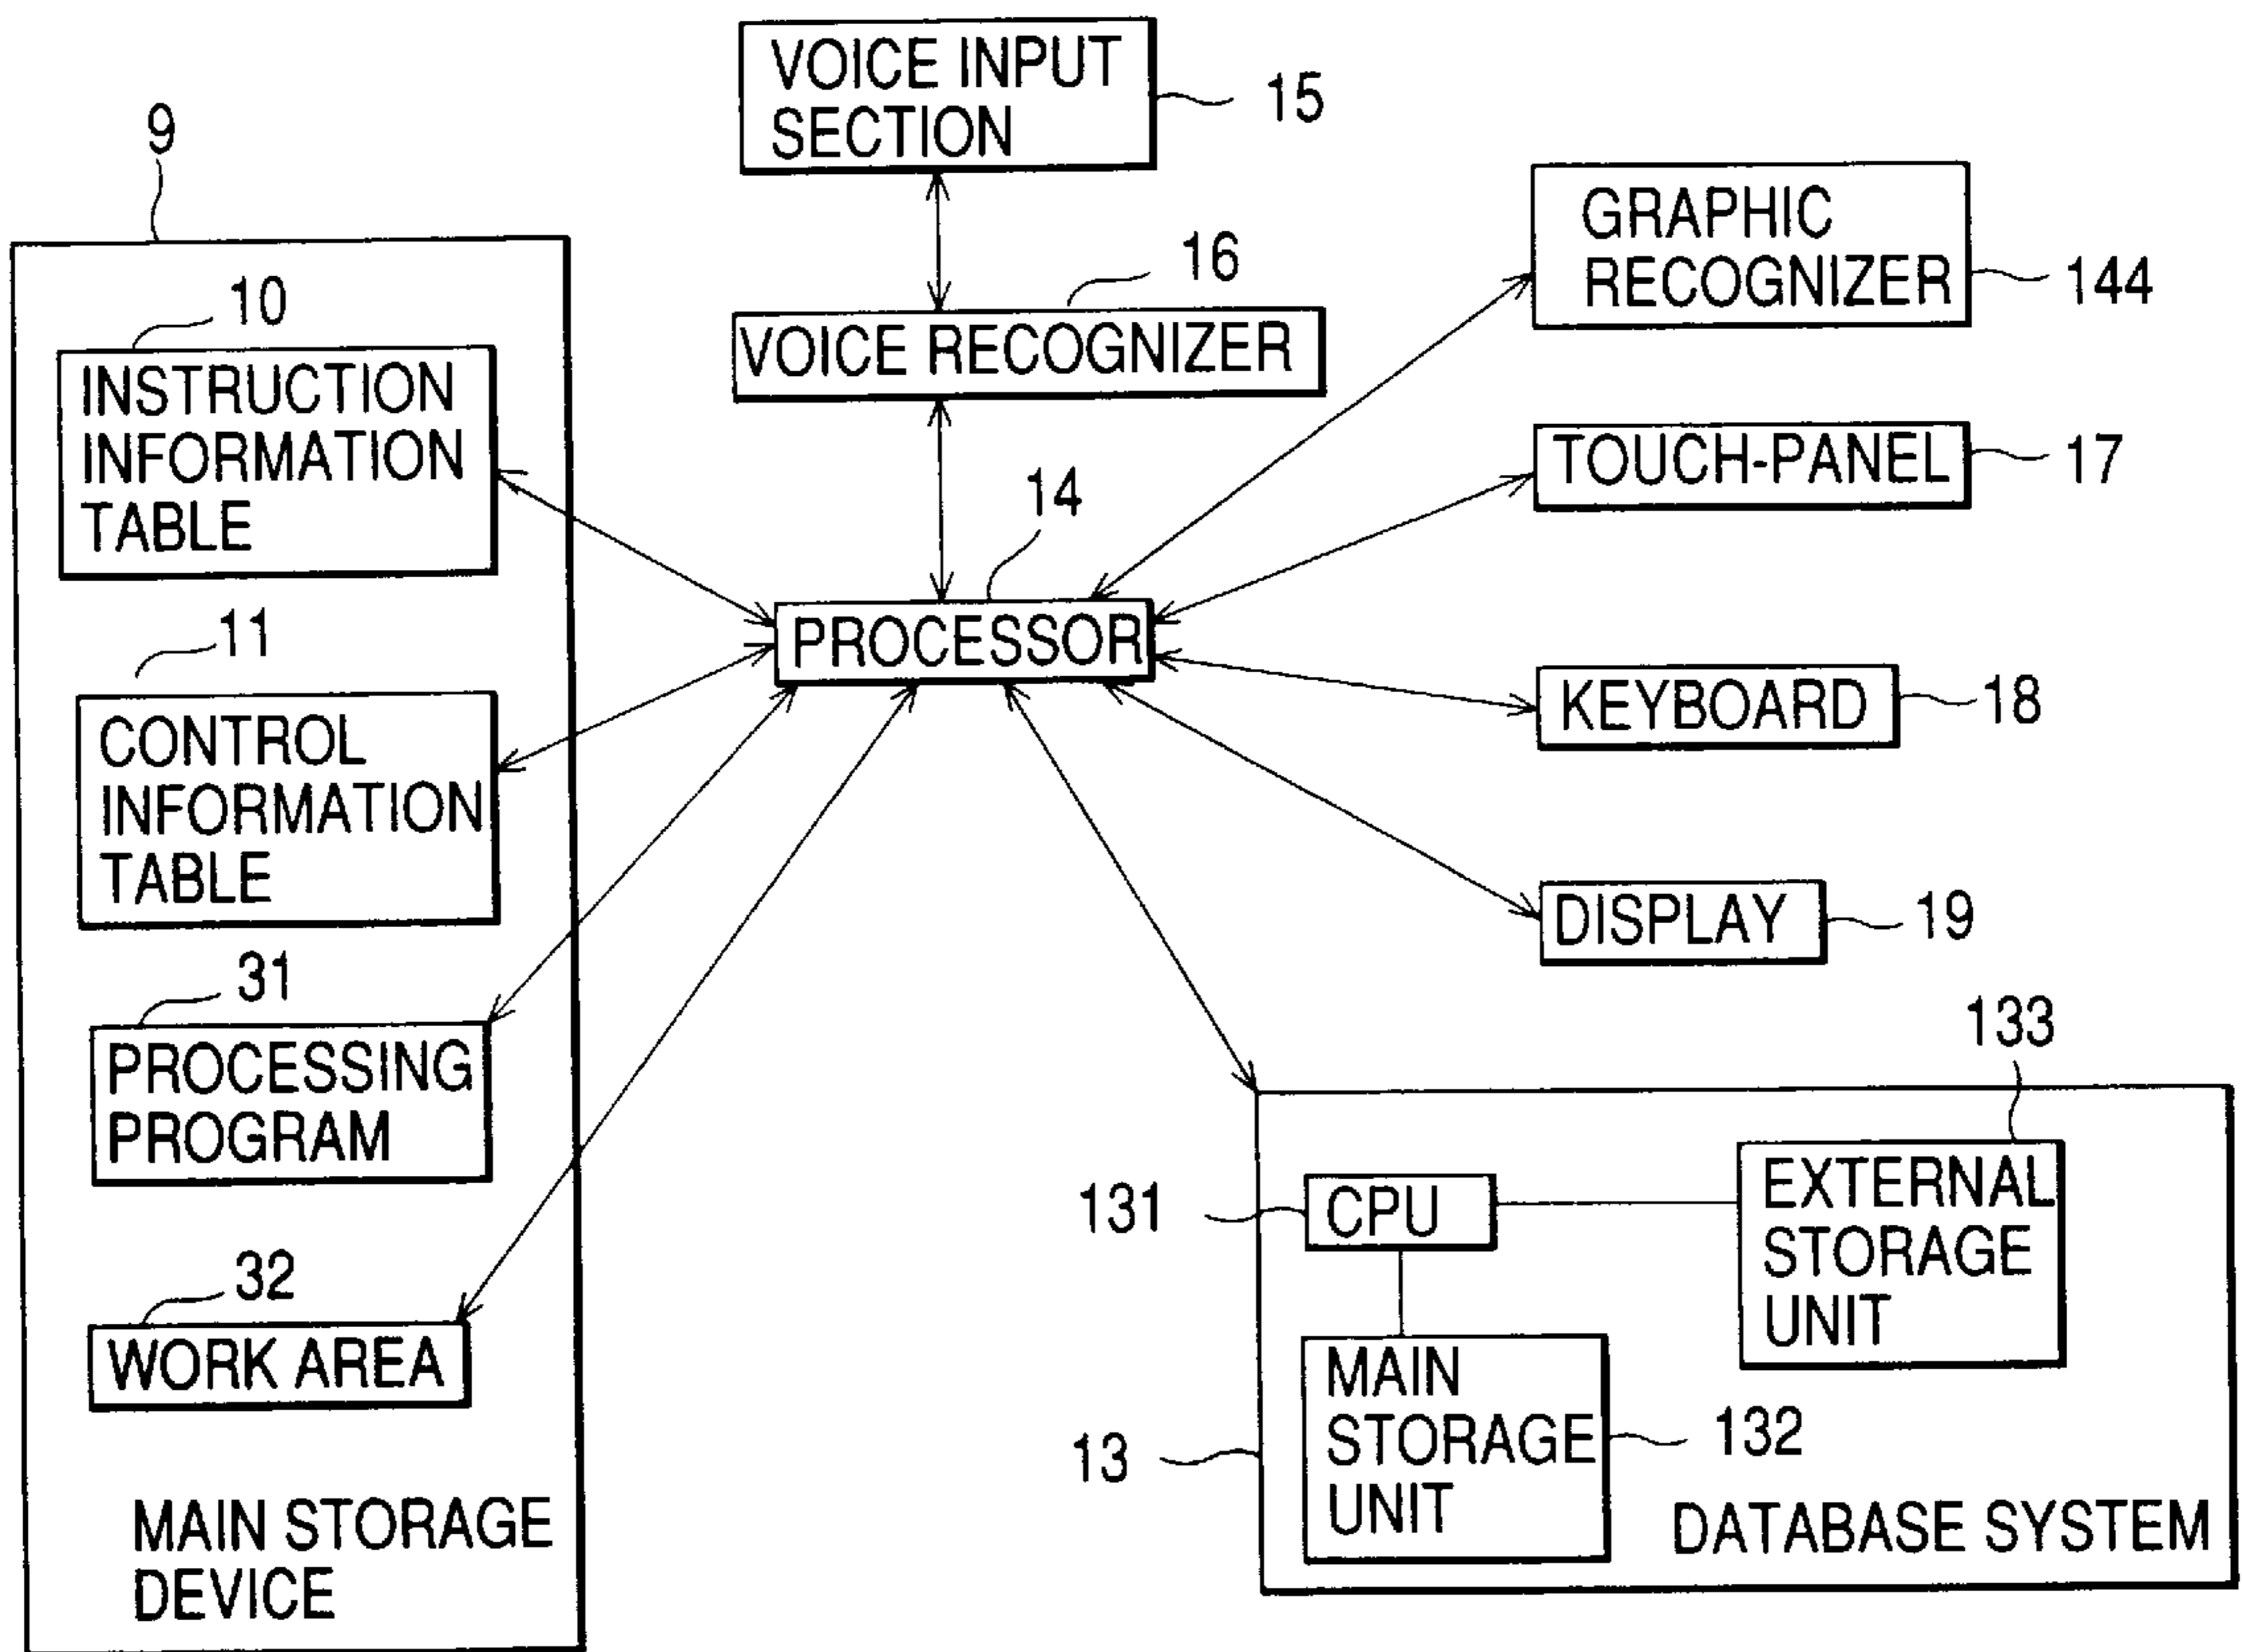 VOICE INPUT
SECTION
15
9
16
GRAPHIC
RECOGNIZER
144
10
VOICE RECOGNIZER
INSTRUCTION
INFORMATION
TABLE
TOUCH-PANEL
17
14
11
PROCESSOR
KEYBOARD
18
CONTROL
INFORMATION
TABLE
DISPLAY
19
31
PROCESSING
PROGRAM
133
131
CPU
EXTERNAL
STORAGE
UNIT
32
WORK AREA
MAIN
STORAGE
UNIT
132
13
DATABASE SYSTEM
MAIN STORAGE
DEVICE